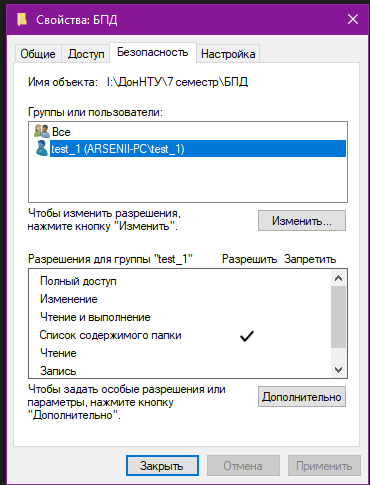 Свойства: БПД
Общие Доступ Безопасность Настройка
Имя объекта: I:\ДонНТУ\7 семестр\БПД
Группы или пользователи:
Все
test_1 (ARSENII-PC\test_1)
Чтобы изменить разрешения,
нажмите кнопку "Изменить".
Изменить...
Разрешения для группы "test_1" Разрешить Запретить
Полный доступ
Изменение
Чтение и выполнение
Список содержимого папки
Чтение
Запись
Чтобы задать особые разрешения или
параметры, нажмите кнопку
"Дополнительно".
Дополнительно
Закрыть Отмена Применить